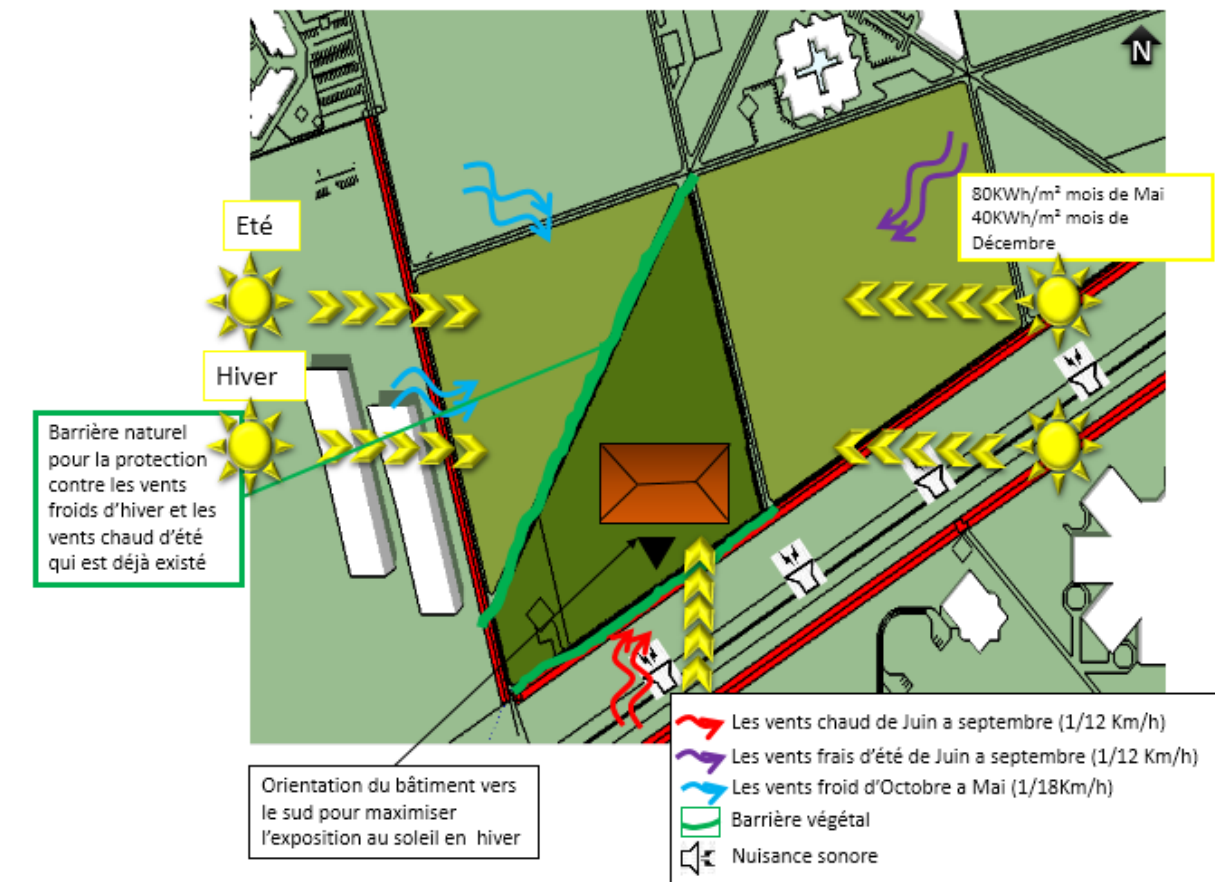 N
80KWh/m² mois de Mai
40KWh/m² mois de
Décembre
Eté
Hiver
Barrière naturel
pour la protection
contre les vents
froids d'hiver et les
vents chaud d'été
qui est déjà existé
Orientation du bâtiment vers
le sud pour maximiser
l'exposition au soleil en hiver
Les vents chaud de Juin a septembre (1/12 Km/h)
Les vents frais d'été de Juin a septembre (1/12 Km/h)
Les vents froid d'Octobre a Mai (1/18Km/h)
Barrière végétal
Nuisance sonore